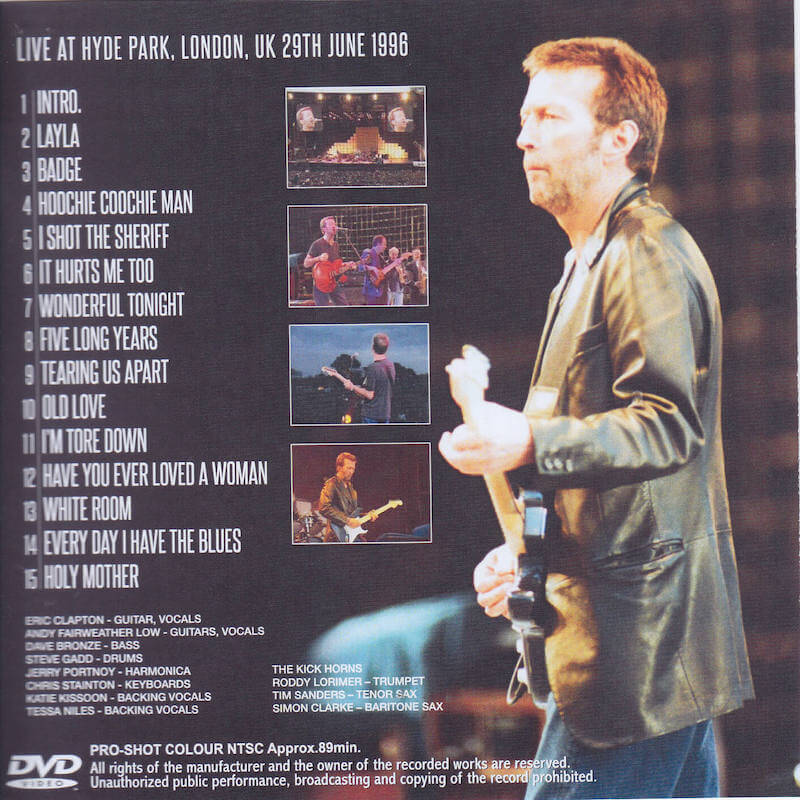 LIVE AT HYDE PARK, LONDON, UK 29TH JUNE 1996
1 INTRO.
2 LAYLA
3 BADGE
4 HOOCHIE COOCHIE MAN
5 I SHOT THE SHERIFF
6 IT HURTS ME TOO
7 WONDERFUL TONIGHT
8 FIVE LONG YEARS
9 TEARING US APART
10 OLD LOVE
11 I'M TORE DOWN
12 HAVE YOU EVER LOVED A WOMAN
13 WHITE ROOM
14 EVERY DAY I HAVE THE BLUES
15 HOLY MOTHER
ERIC CLAPTON - GUITAR, VOCALS
ANDY FAIRWEATHER LOW - GUITARS, VOCALS
DAVE BRONZE - BASS
STEVE GADD - DRUMS
JERRY PORTNOY - HARMONICA
CHRIS STAINTON - KEYBOARDS
KATIE KISSOON - BACKING VOCALS
TESSA NILES - BACKING VOCALS
THE KICK HORNS
RODDY LORIMER – TRUMPET
TIM SANDERS – TENOR SAX
SIMON CLARKE – BARITONE SAX
DVD
VIDEO
PRO-SHOT COLOUR NTSC Approx.89min.
All rights of the manufacturer and the owner of the recorded works are reserved.
Unauthorized public performance, broadcasting and copying of the record prohibited.